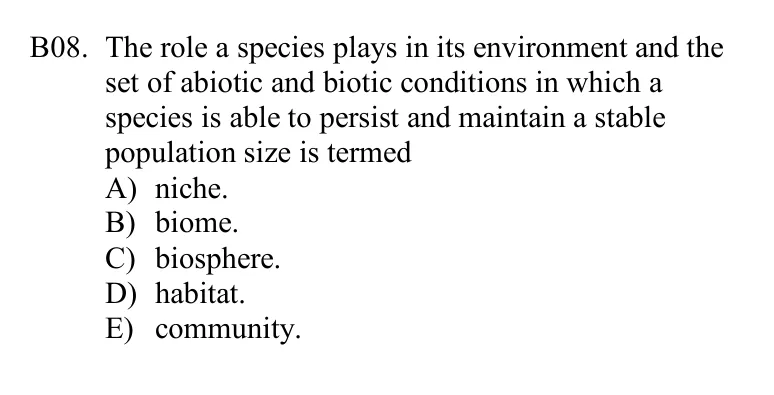 B08. The role a species plays in its environment and the
set of abiotic and biotic conditions in which a
species is able to persist and maintain a stable
population size is termed
A) niche.
B) biome.
C) biosphere.
D) habitat.
E) community.